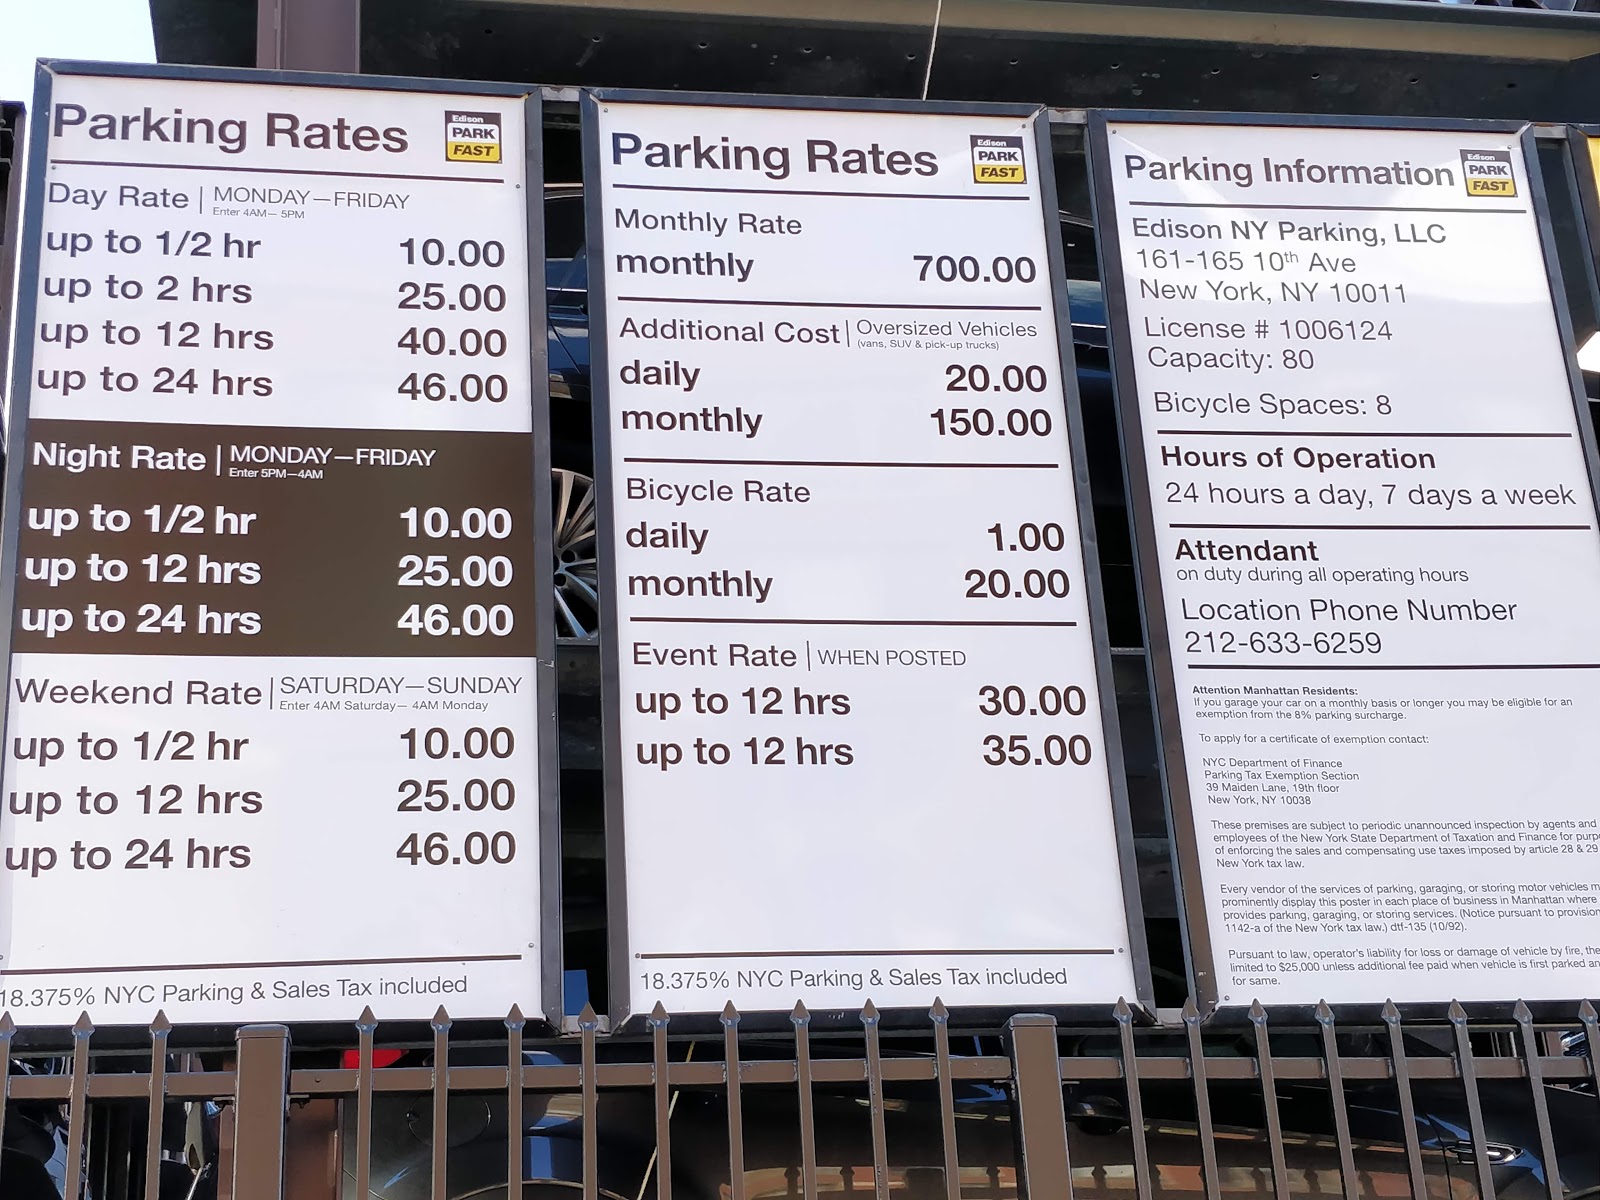 Parking Rates
Edison
PARK
FAST
Day Rate | MONDAY—FRIDAY
Enter 4AM— 5PM
up to 1/2 hr 10.00
up to 2 hrs 25.00
up to 12 hrs 40.00
up to 24 hrs 46.00
Night Rate | MONDAY—FRIDAY
Enter 5PM—4AM
up to 1/2 hr 10.00
up to 12 hrs 25.00
up to 24 hrs 46.00
Weekend Rate | SATURDAY—SUNDAY
Enter 4AM Saturday— 4AM Monday
up to 1/2 hr 10.00
up to 12 hrs 25.00
up to 24 hrs 46.00
18.375% NYC Parking & Sales Tax included
Parking Rates
Edison
PARK
FAST
Monthly Rate
monthly 700.00
Additional Cost | Oversized Vehicles
(vans, SUV & pick-up trucks)
daily 20.00
monthly 150.00
Bicycle Rate
daily 1.00
monthly 20.00
Event Rate | WHEN POSTED
up to 12 hrs 30.00
up to 12 hrs 35.00
18.375% NYC Parking & Sales Tax included
Parking Information
Edison
PARK
FAST
Edison NY Parking, LLC
161-165 10th Ave
New York, NY 10011
License # 1006124
Capacity: 80
Bicycle Spaces: 8
Hours of Operation
24 hours a day, 7 days a week
Attendant
on duty during all operating hours
Location Phone Number
212-633-6259
Attention Manhattan Residents:
If you garage your car on a monthly basis or longer you may be eligible for an
exemption from the 8% parking surcharge.
To apply for a certificate of exemption contact:
NYC Department of Finance
Parking Tax Exemption Section
39 Maiden Lane, 19th floor
New York, NY 10038
These premises are subject to periodic unannounced inspection by agents and
employees of the New York State Department of Taxation and Finance for purp
of enforcing the sales and compensating use taxes imposed by article 28 & 29
New York tax law.
Every vendor of the services of parking, garaging, or storing motor vehicles m
prominently display this poster in each place of business in Manhattan where
provides parking, garaging, or storing services. (Notice pursuant to provision
1142-a of the New York tax law.) dtf-135 (10/92).
Pursuant to law, operator's liability for loss or damage of vehicle by fire, the
limited to $25,000 unless additional fee paid when vehicle is first parked an
for same.